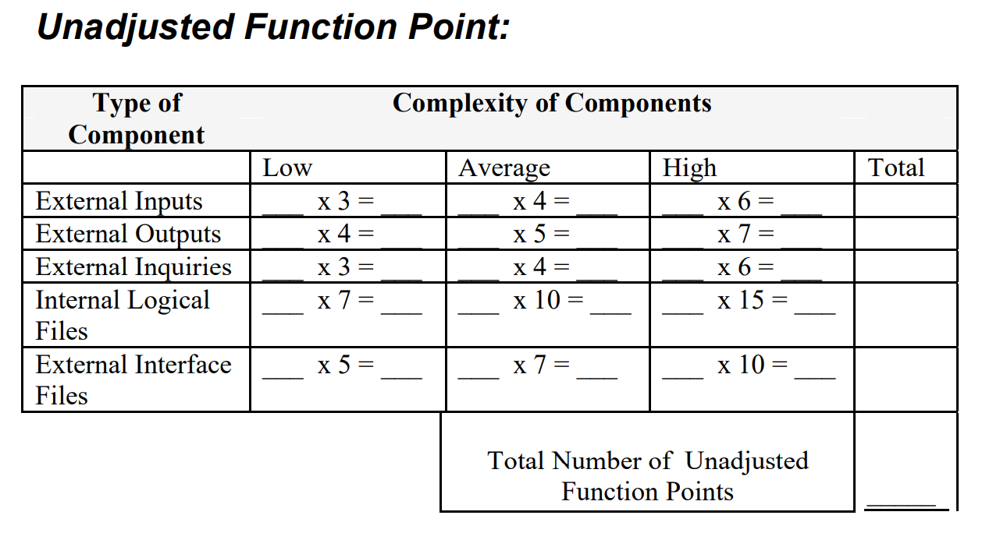 Unadjusted Function Point:
Type of Component Complexity of Components
Low Average High Total
External Inputs ___ x 3 = ___ ___ x 4 = ___ ___ x 6 = ___
External Outputs ___ x 4 = ___ ___ x 5 = ___ ___ x 7 = ___
External Inquiries ___ x 3 = ___ ___ x 4 = ___ ___ x 6 = ___
Internal Logical Files ___ x 7 = ___ ___ x 10 = ___ ___ x 15 = ___
External Interface Files ___ x 5 = ___ ___ x 7 = ___ ___ x 10 = ___
Total Number of Unadjusted
Function Points _____